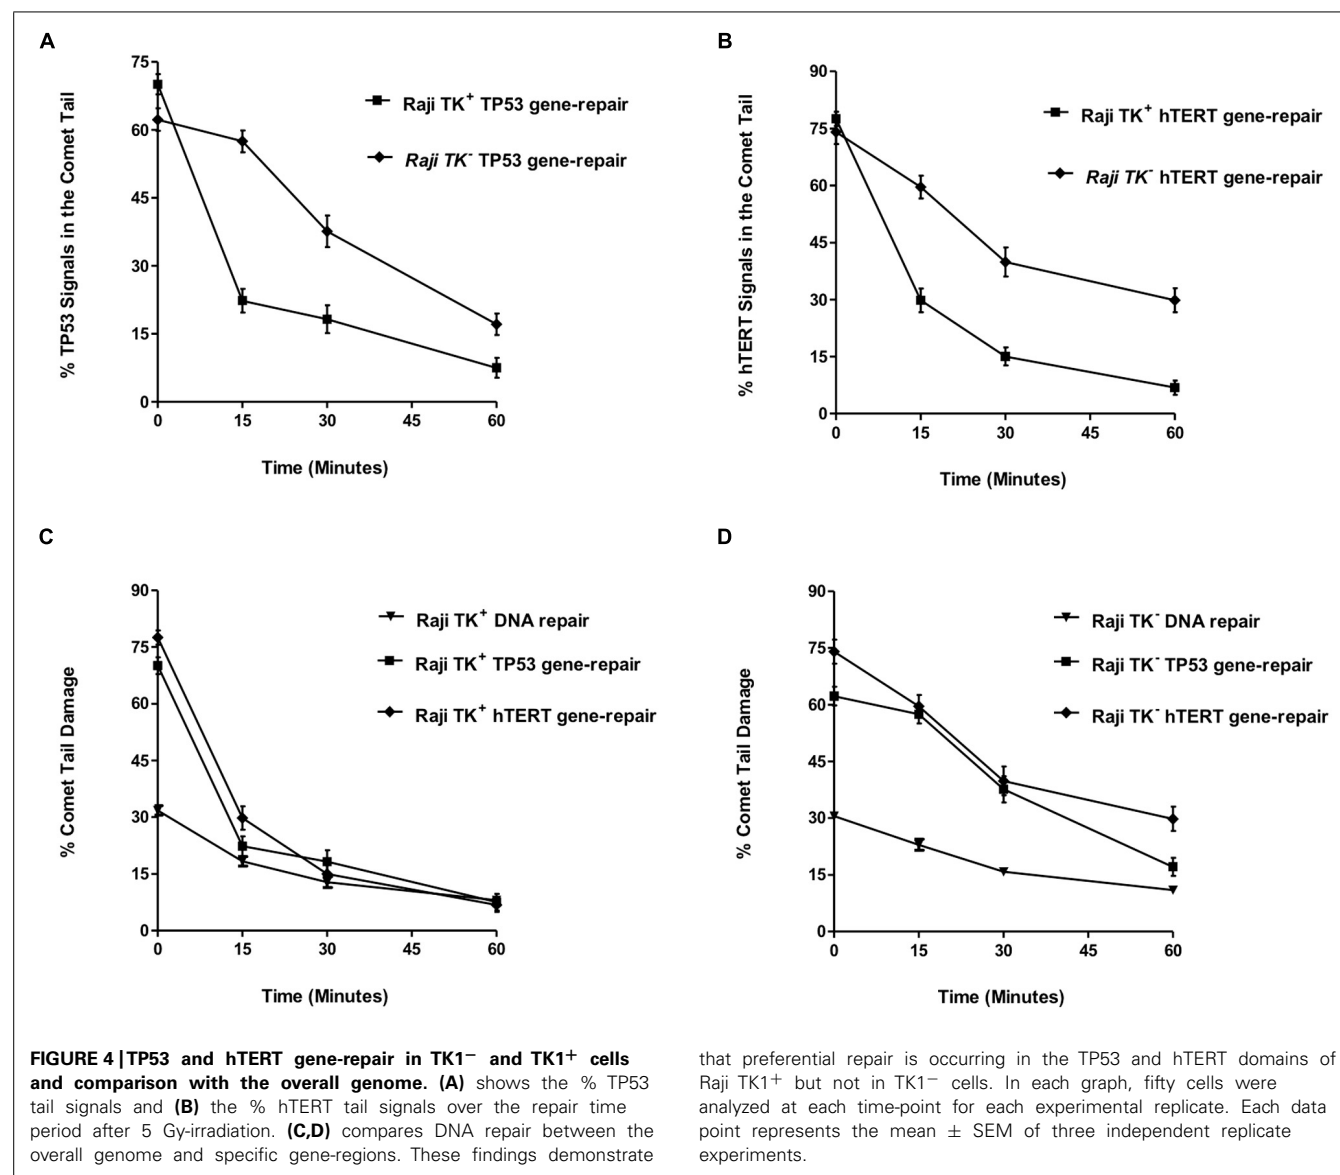 A
75
60
45
30
15
0
0 15 30 45 60
% TP53 Signals in the Comet Tail
Time (Minutes)
Raji TK+ TP53 gene-repair
Raji TK- TP53 gene-repair
B
90
75
60
45
30
15
0
0 15 30 45 60
% hTERT Signals in the Comet Tail
Time (Minutes)
Raji TK+ hTERT gene-repair
Raji TK- hTERT gene-repair
C
90
75
60
45
30
15
0
0 15 30 45 60
% Comet Tail Damage
Time (Minutes)
Raji TK+ DNA repair
Raji TK+ TP53 gene-repair
Raji TK+ hTERT gene-repair
D
90
75
60
45
30
15
0
0 15 30 45 60
% Comet Tail Damage
Time (Minutes)
Raji TK- DNA repair
Raji TK- TP53 gene-repair
Raji TK- hTERT gene-repair
FIGURE 4 | TP53 and hTERT gene-repair in TK1− and TK1+ cells
and comparison with the overall genome. (A) shows the % TP53
tail signals and (B) the % hTERT tail signals over the repair time
period after 5 Gy-irradiation. (C,D) compares DNA repair between the
overall genome and specific gene-regions. These findings demonstrate
that preferential repair is occurring in the TP53 and hTERT domains of
Raji TK1+ but not in TK1− cells. In each graph, fifty cells were
analyzed at each time-point for each experimental replicate. Each data
point represents the mean ± SEM of three independent replicate
experiments.